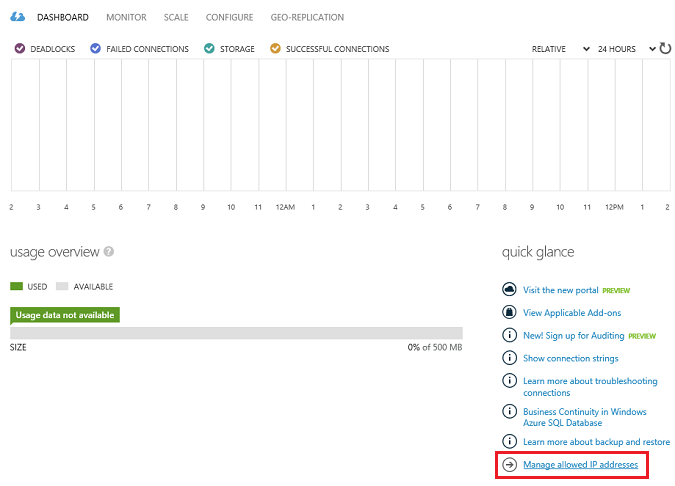 DASHBOARD MONITOR SCALE CONFIGURE GEO-REPLICATION
DEADLOCKS FAILED CONNECTIONS STORAGE SUCCESSFUL CONNECTIONS RELATIVE 24 HOURS
2 3 4 5 6 7 8 9 10 11 12AM 1 2 3 4 5 6 7 8 9 10 11 12PM 1 2
usage overview ?
quick glance
USED AVAILABLE
Usage data not available
SIZE 0% of 500 MB
Visit the new portal PREVIEW
View Applicable Add-ons
New! Sign up for Auditing PREVIEW
Show connection strings
Learn more about troubleshooting
connections
Business Continuity in Windows
Azure SQL Database
Learn more about backup and restore
Manage allowed IP addresses